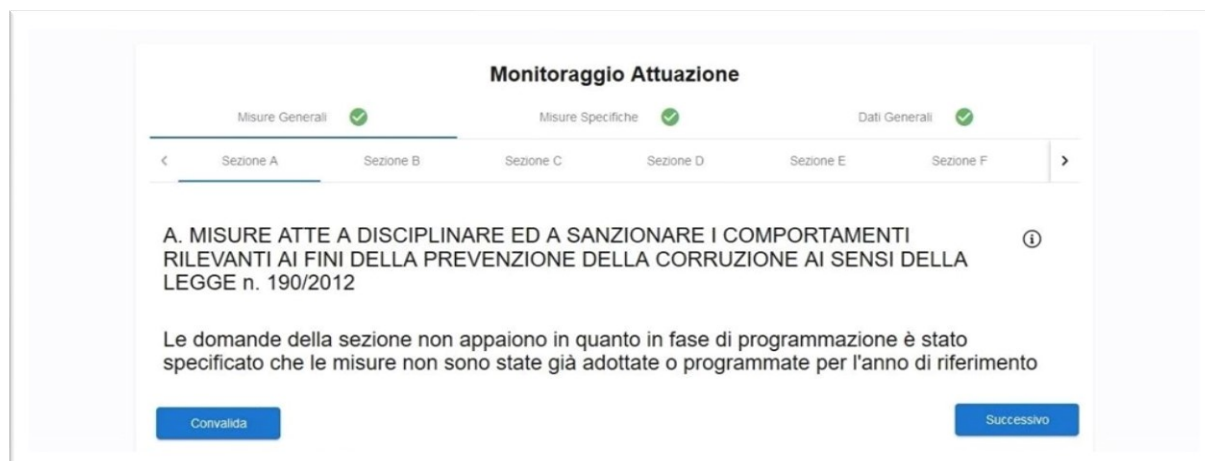 Monitoraggio Attuazione
Misure Generali
Misure Specifiche
Dati Generali
Sezione A
Sezione B
Sezione C
Sezione D
Sezione E
Sezione F
A. MISURE ATTE A DISCIPLINARE ED A SANZIONARE I COMPORTAMENTI
RILEVANTI AI FINI DELLA PREVENZIONE DELLA CORRUZIONE AI SENSI DELLA
LEGGE n. 190/2012
Le domande della sezione non appaiono in quanto in fase di programmazione è stato
specificato che le misure non sono state già adottate o programmate per l'anno di riferimento
Convalida
Successivo